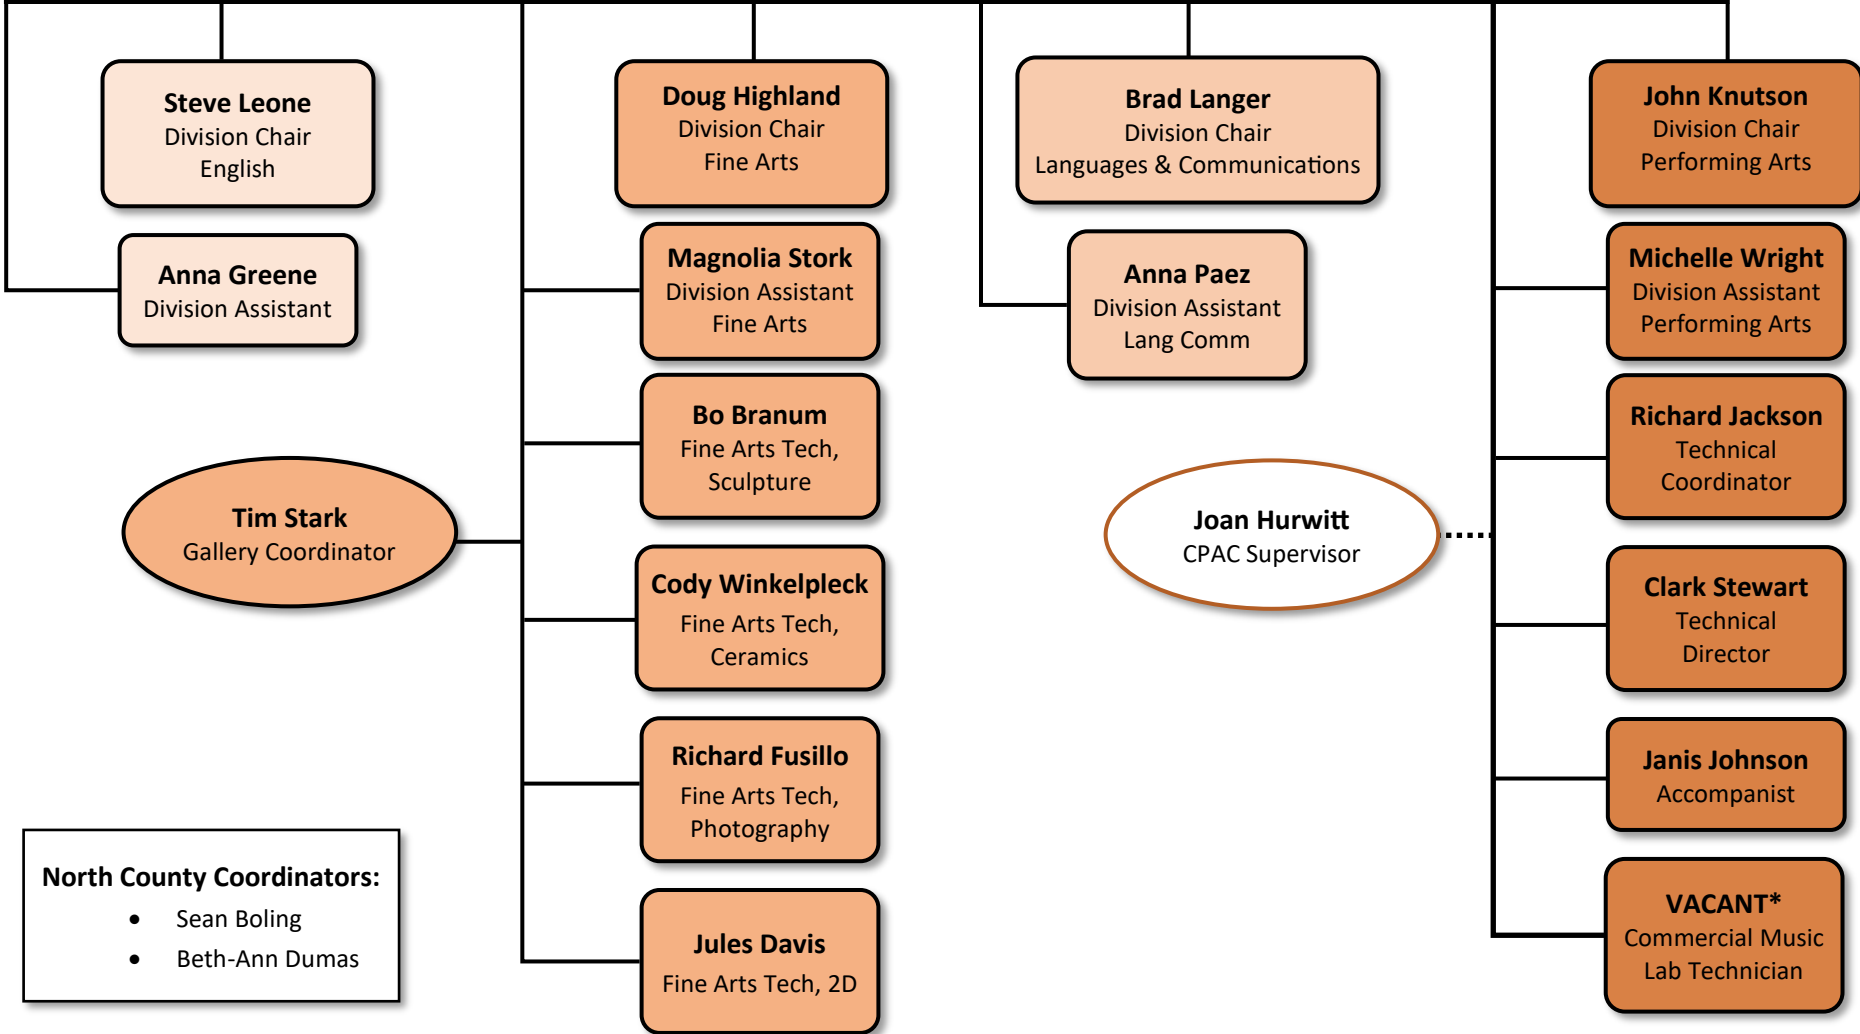 Steve Leone
Division Chair
English
Anna Greene
Division Assistant
Doug Highland
Division Chair
Fine Arts
Magnolia Stork
Division Assistant
Fine Arts
Bo Branum
Fine Arts Tech,
Sculpture
Tim Stark
Gallery Coordinator
Cody Winkelpleck
Fine Arts Tech,
Ceramics
Richard Fusillo
Fine Arts Tech,
Photography
Jules Davis
Fine Arts Tech, 2D
Brad Langer
Division Chair
Languages & Communications
Anna Paez
Division Assistant
Lang Comm
Joan Hurwitt
CPAC Supervisor
John Knutson
Division Chair
Performing Arts
Michelle Wright
Division Assistant
Performing Arts
Richard Jackson
Technical
Coordinator
Clark Stewart
Technical
Director
Janis Johnson
Accompanist
VACANT*
Commercial Music
Lab Technician
North County Coordinators:
• Sean Boling
• Beth-Ann Dumas